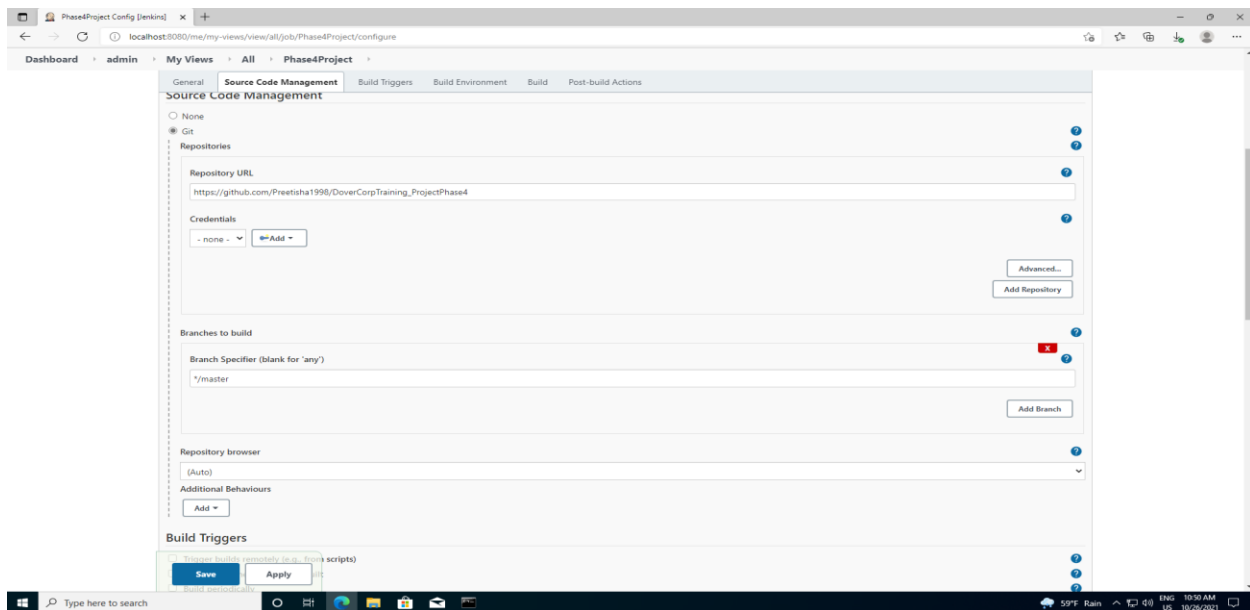 Phase4Project Config [Jenkins]
localhost:8080/me/my-views/view/all/job/Phase4Project/configure
Dashboard admin My Views All Phase4Project
General Source Code Management Build Triggers Build Environment Build Post-build Actions
Source Code Management
None
Git
Repositories
Repository URL
https://github.com/Preetisha1998/DoverCorpTraining_ProjectPhase4
Credentials
- none - Add
Advanced...
Add Repository
Branches to build
X
Branch Specifier (blank for 'any')
*/master
Add Branch
Repository browser
(Auto)
Additional Behaviours
Add
Build Triggers
Trigger builds remotely (e.g., from scripts)
Save Apply
Build periodically
Type here to search 59°F Rain ENG 10:50 AM
US 10/26/2021